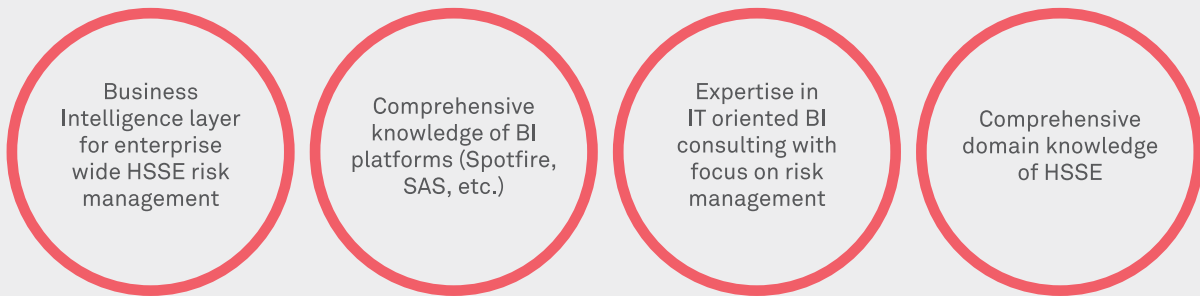 Business
Intelligence layer
for enterprise
wide HSSE risk
management
Comprehensive
knowledge of BI
platforms (Spotfire,
SAS, etc.)
Expertise in
IT oriented BI
consulting with
focus on risk
management
Comprehensive
domain knowledge
of HSSE